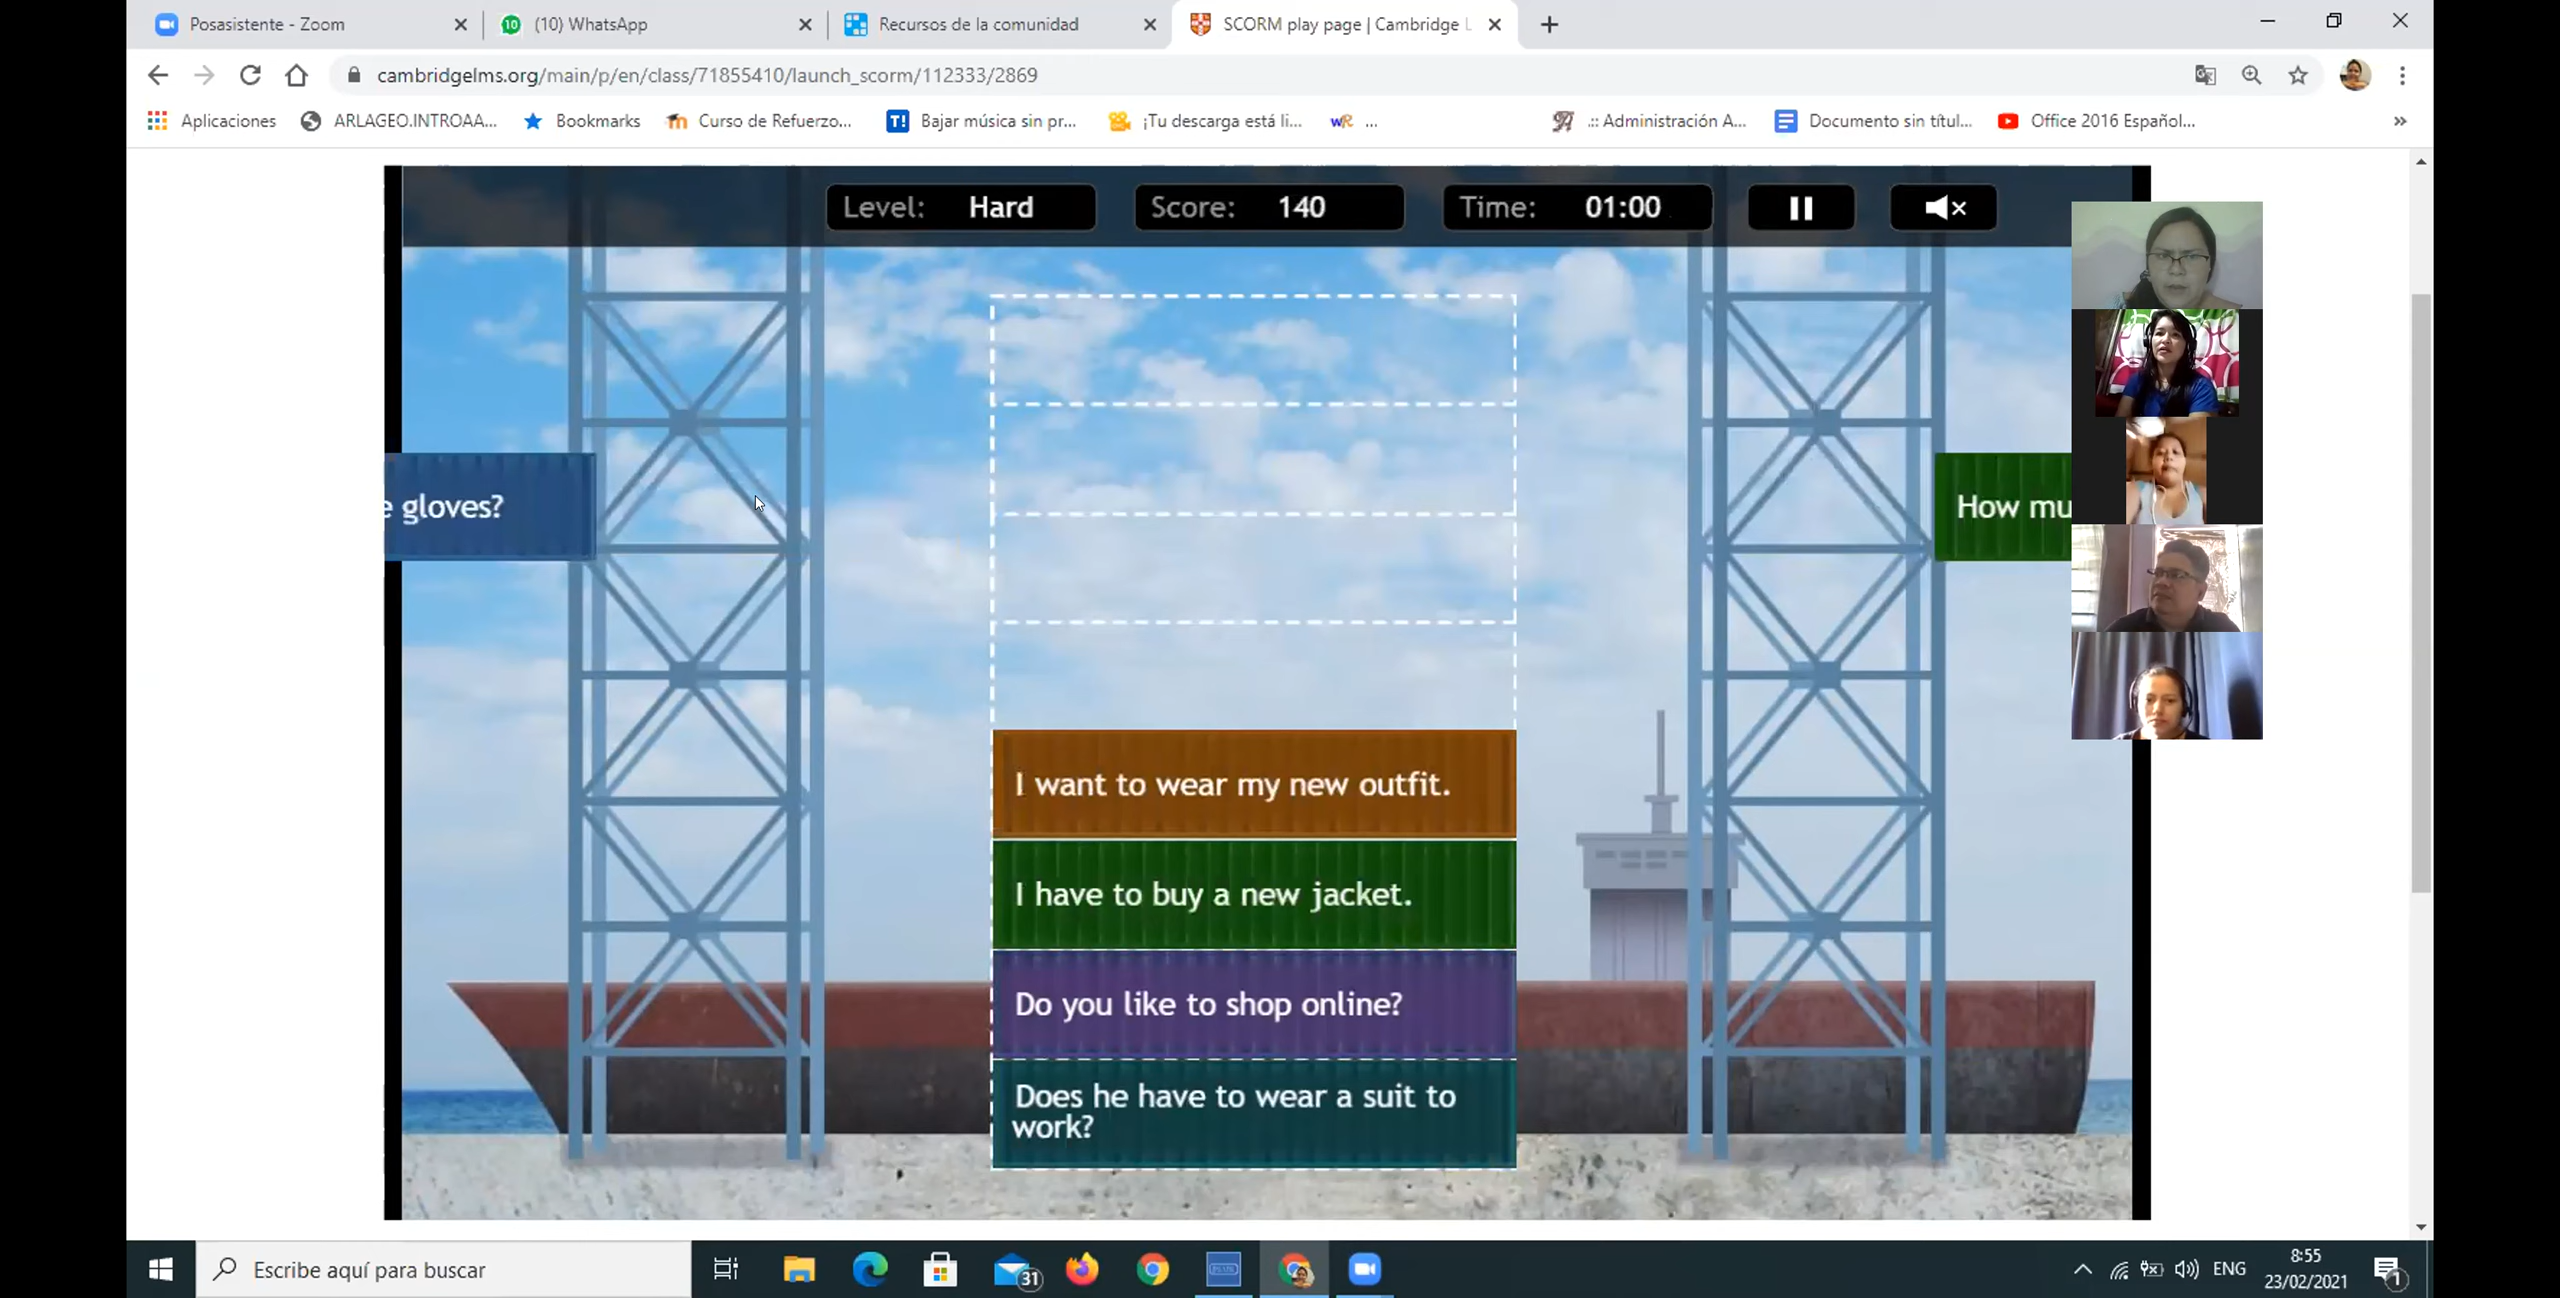 Posasistente - Zoom
(10) WhatsApp
Recursos de la comunidad
SCORM play page | Cambridge L
cambridgelms.org/main/p/en/class/71855410/launch_scorm/112333/2869
Aplicaciones
ARLAGEO.INTROAA...
Bookmarks
Curso de Refuerzo...
Bajar música sin pr...
¡Tu descarga está li...
...
.:: Administración A...
Documento sin títul...
Office 2016 Español...
Level: Hard
Score: 140
Time: 01:00
e gloves?
How mu
I want to wear my new outfit.
I have to buy a new jacket.
Do you like to shop online?
Does he have to wear a suit to
work?
Escribe aquí para buscar
31
ENG
8:55
23/02/2021
1